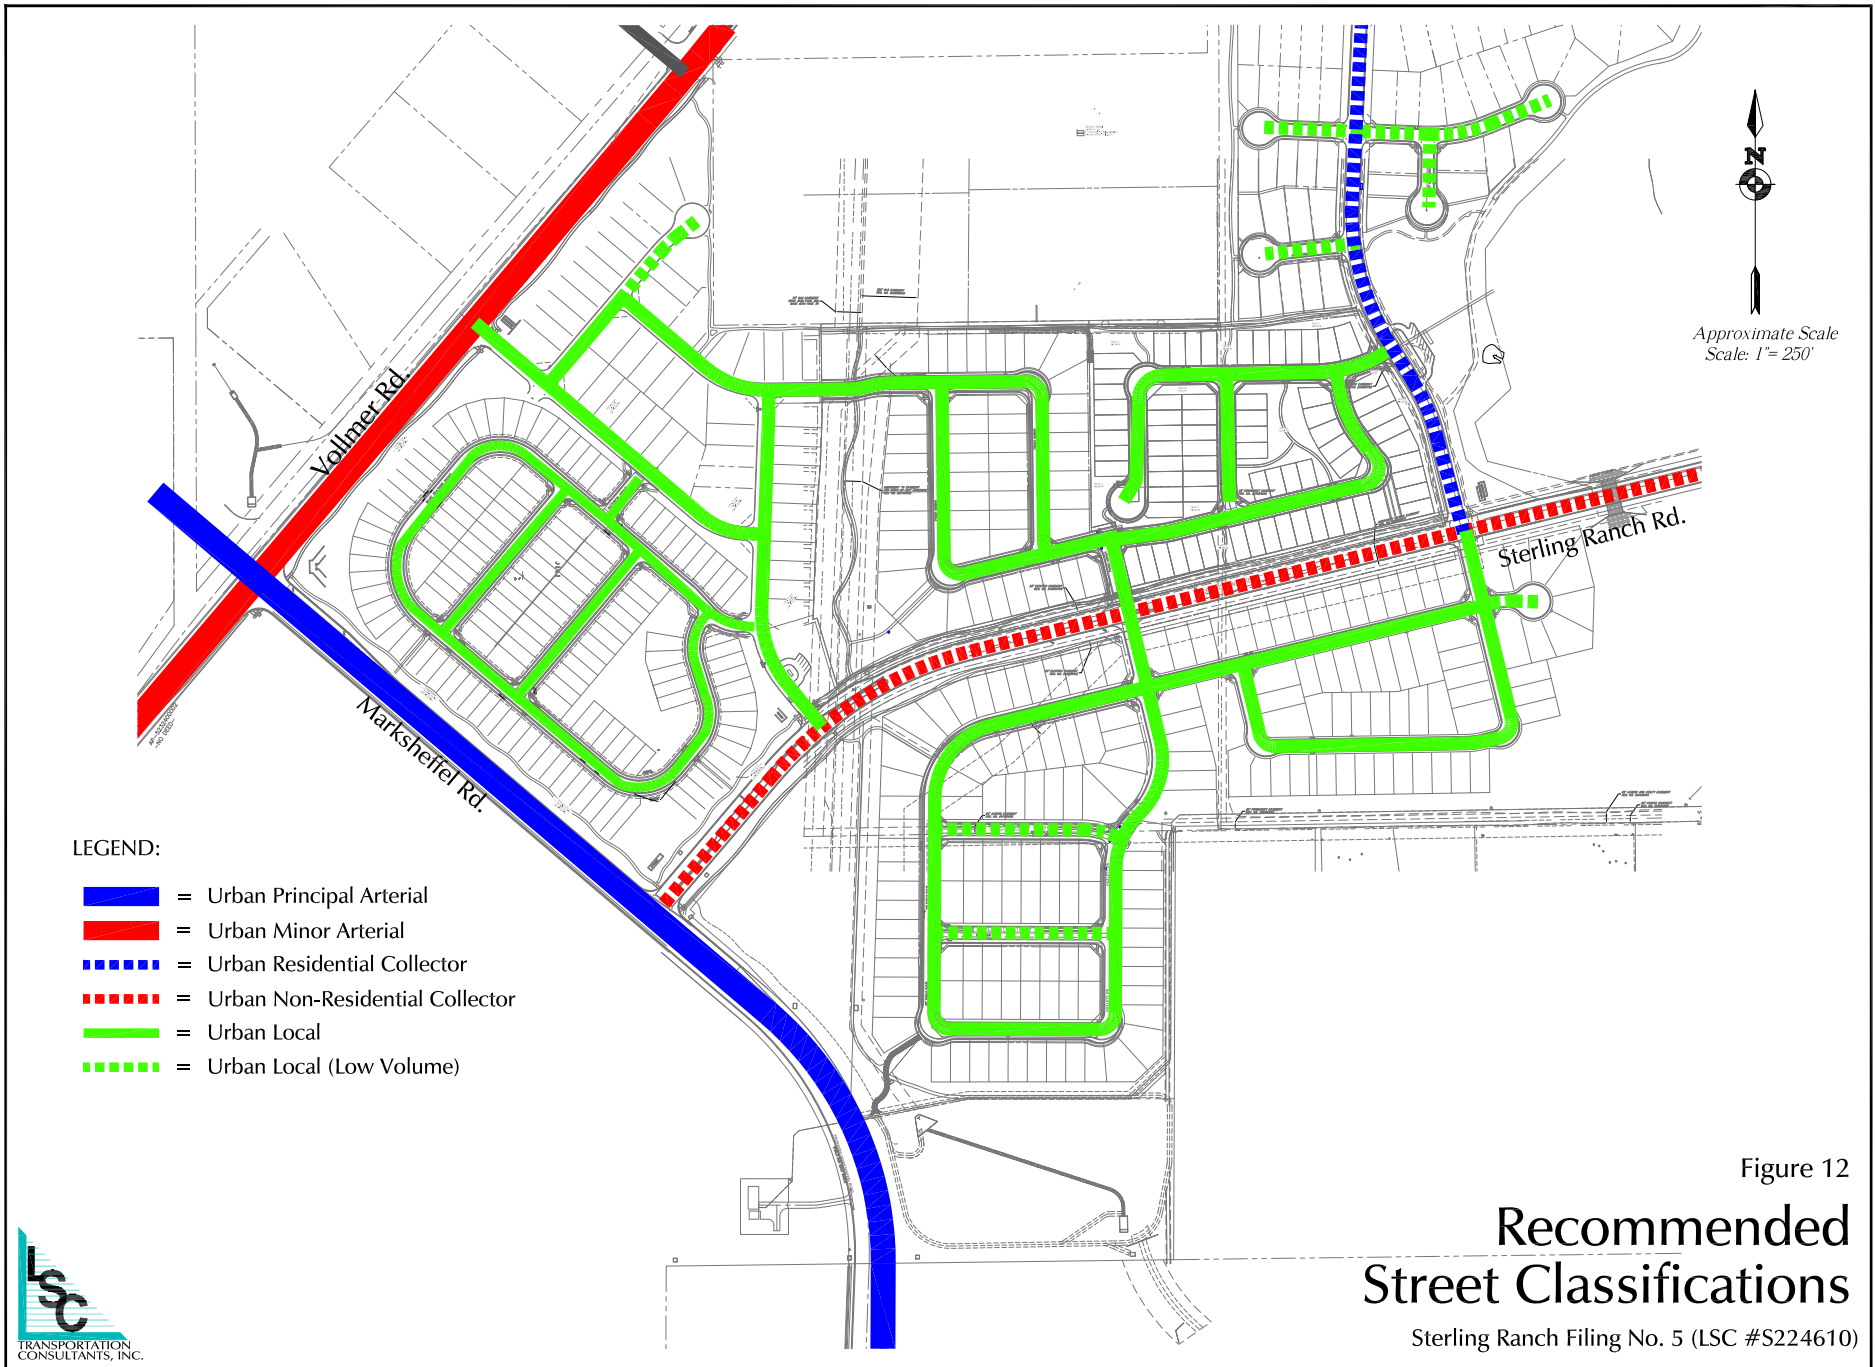 N
Approximate Scale
Scale: 1"= 250'
Vollmer Rd.
Sterling Ranch Rd.
Marksheffel Rd.
LEGEND:
= Urban Principal Arterial
= Urban Minor Arterial
= Urban Residential Collector
= Urban Non-Residential Collector
= Urban Local
= Urban Local (Low Volume)
Figure 12
Recommended
Street Classifications
Sterling Ranch Filing No. 5 (LSC #S224610)
LSC
TRANSPORTATION
CONSULTANTS, INC.